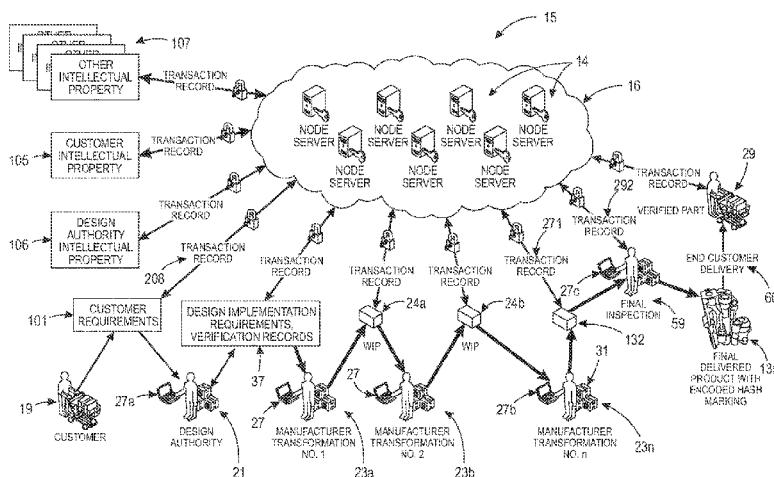 15
107
OTHER
OTHER
OTHER
OTHER
INTELLECTUAL
PROPERTY
TRANSACTION
RECORD
14
16
NODE
SERVER
NODE
SERVER
NODE
SERVER
NODE
SERVER
NODE
SERVER
NODE
SERVER
NODE
SERVER
105
CUSTOMER
INTELLECTUAL
PROPERTY
TRANSACTION
RECORD
106
DESIGN
AUTHORITY
INTELLECTUAL
PROPERTY
TRANSACTION
RECORD
208
TRANSACTION
RECORD
TRANSACTION
RECORD
TRANSACTION
RECORD
TRANSACTION
RECORD
271
TRANSACTION
RECORD
292
TRANSACTION
RECORD
TRANSACTION
RECORD
29
VERIFIED PART
END CUSTOMER
DELIVERY
101
CUSTOMER
REQUIREMENTS
DESIGN IMPLEMENTATION
REQUIREMENTS,
VERIFICATION RECORDS
37
24a
WIP
24b
WIP
132
27c
FINAL
INSPECTION
59
FINAL
DELIVERED
PRODUCT WITH
ENCODED HASH
MARKING
19
CUSTOMER
27a
DESIGN
AUTHORITY
21
27
MANUFACTURER
TRANSFORMATION
NO. 1
23a
27
MANUFACTURER
TRANSFORMATION
NO. 2
23b
27b
31
MANUFACTURER
TRANSFORMATION
NO. n
23n